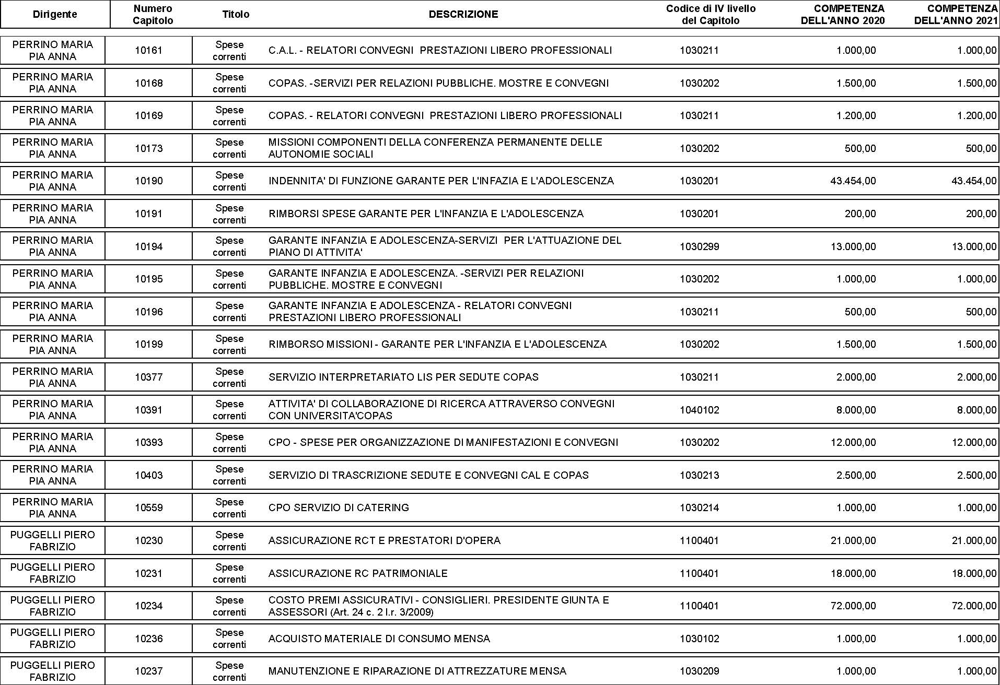 Dirigente Numero Capitolo Titolo DESCRIZIONE Codice di IV livello del Capitolo COMPETENZA DELL'ANNO 2020 COMPETENZA DELL'ANNO 2021
PERRINO MARIA PIA ANNA 10161 Spese correnti C.A.L. - RELATORI CONVEGNI PRESTAZIONI LIBERO PROFESSIONALI 1030211 1.000,00 1.000,00
PERRINO MARIA PIA ANNA 10168 Spese correnti COPAS. -SERVIZI PER RELAZIONI PUBBLICHE. MOSTRE E CONVEGNI 1030202 1.500,00 1.500,00
PERRINO MARIA PIA ANNA 10169 Spese correnti COPAS. - RELATORI CONVEGNI PRESTAZIONI LIBERO PROFESSIONALI 1030211 1.200,00 1.200,00
PERRINO MARIA PIA ANNA 10173 Spese correnti MISSIONI COMPONENTI DELLA CONFERENZA PERMANENTE DELLE AUTONOMIE SOCIALI 1030202 500,00 500,00
PERRINO MARIA PIA ANNA 10190 Spese correnti INDENNITA' DI FUNZIONE GARANTE PER L'INFAZIA E L'ADOLESCENZA 1030201 43.454,00 43.454,00
PERRINO MARIA PIA ANNA 10191 Spese correnti RIMBORSI SPESE GARANTE PER L'INFANZIA E L'ADOLESCENZA 1030201 200,00 200,00
PERRINO MARIA PIA ANNA 10194 Spese correnti GARANTE INFANZIA E ADOLESCENZA-SERVIZI PER L'ATTUAZIONE DEL PIANO DI ATTIVITA' 1030299 13.000,00 13.000,00
PERRINO MARIA PIA ANNA 10195 Spese correnti GARANTE INFANZIA E ADOLESCENZA. -SERVIZI PER RELAZIONI PUBBLICHE. MOSTRE E CONVEGNI 1030202 1.000,00 1.000,00
PERRINO MARIA PIA ANNA 10196 Spese correnti GARANTE INFANZIA E ADOLESCENZA - RELATORI CONVEGNI PRESTAZIONI LIBERO PROFESSIONALI 1030211 500,00 500,00
PERRINO MARIA PIA ANNA 10199 Spese correnti RIMBORSO MISSIONI - GARANTE PER L'INFANZIA E L'ADOLESCENZA 1030202 1.500,00 1.500,00
PERRINO MARIA PIA ANNA 10377 Spese correnti SERVIZIO INTERPRETARIATO LIS PER SEDUTE COPAS 1030211 2.000,00 2.000,00
PERRINO MARIA PIA ANNA 10391 Spese correnti ATTIVITA' DI COLLABORAZIONE DI RICERCA ATTRAVERSO CONVEGNI CON UNIVERSITA'COPAS 1040102 8.000,00 8.000,00
PERRINO MARIA PIA ANNA 10393 Spese correnti CPO - SPESE PER ORGANIZZAZIONE DI MANIFESTAZIONI E CONVEGNI 1030202 12.000,00 12.000,00
PERRINO MARIA PIA ANNA 10403 Spese correnti SERVIZIO DI TRASCRIZIONE SEDUTE E CONVEGNI CAL E COPAS 1030213 2.500,00 2.500,00
PERRINO MARIA PIA ANNA 10559 Spese correnti CPO SERVIZIO DI CATERING 1030214 1.000,00 1.000,00
PUGGELLI PIERO FABRIZIO 10230 Spese correnti ASSICURAZIONE RCT E PRESTATORI D'OPERA 1100401 21.000,00 21.000,00
PUGGELLI PIERO FABRIZIO 10231 Spese correnti ASSICURAZIONE RC PATRIMONIALE 1100401 18.000,00 18.000,00
PUGGELLI PIERO FABRIZIO 10234 Spese correnti COSTO PREMI ASSICURATIVI - CONSIGLIERI. PRESIDENTE GIUNTA E ASSESSORI (Art. 24 c. 2 l.r. 3/2009) 1100401 72.000,00 72.000,00
PUGGELLI PIERO FABRIZIO 10236 Spese correnti ACQUISTO MATERIALE DI CONSUMO MENSA 1030102 1.000,00 1.000,00
PUGGELLI PIERO FABRIZIO 10237 Spese correnti MANUTENZIONE E RIPARAZIONE DI ATTREZZATURE MENSA 1030209 1.000,00 1.000,00